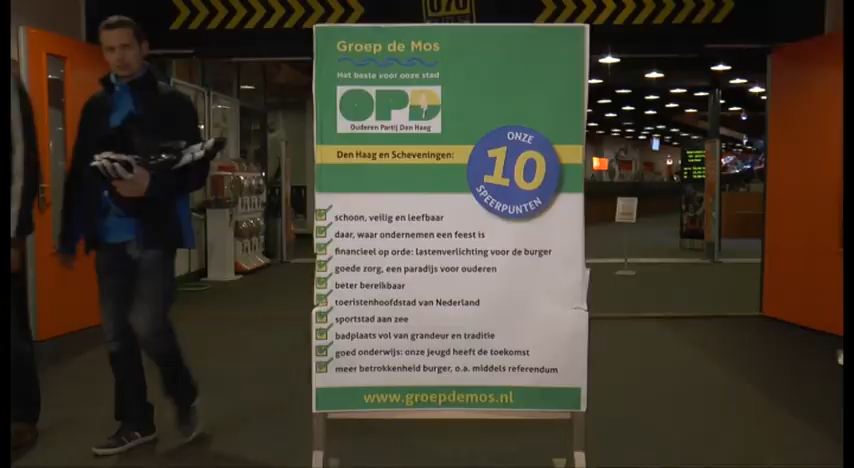 070
Groep de Mos
Het beste voor onze stad
OPD
Ouderen Partij Den Haag
Den Haag en Scheveningen:
ONZE
10
SPEERPUNTEN
schoon, veilig en leefbaar
daar, waar ondernemen een feest is
financieel op orde: lastenverlichting voor de burger
goede zorg, een paradijs voor ouderen
beter bereikbaar
toeristenhoofdstad van Nederland
sportstad aan zee
badplaats vol van grandeur en traditie
goed onderwijs: onze jeugd heeft de toekomst
meer betrokkenheid burger, o.a. middels referendum
www.groepdemos.nl